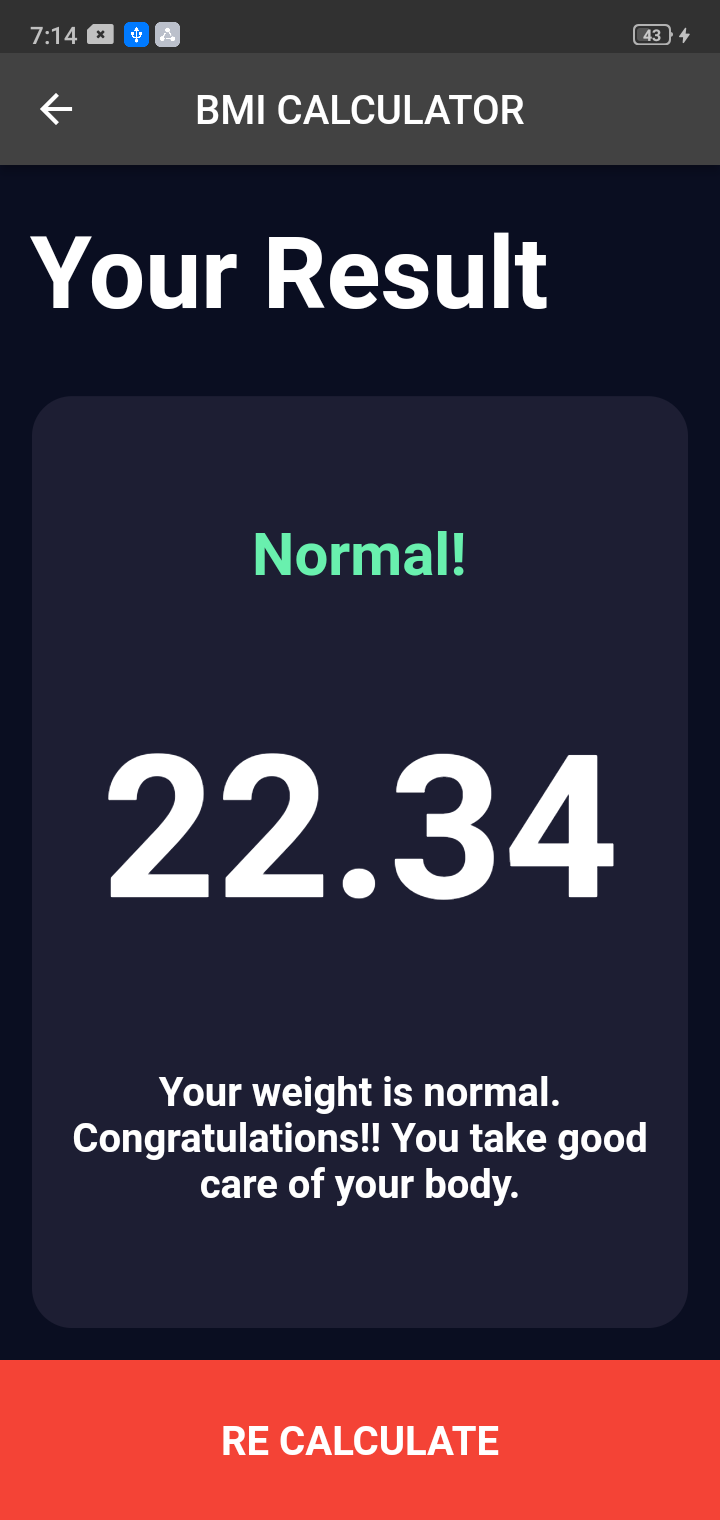 7:14
43
BMI CALCULATOR
Your Result
Normal!
22.34
Your weight is normal.
Congratulations!! You take good
care of your body.
RE CALCULATE